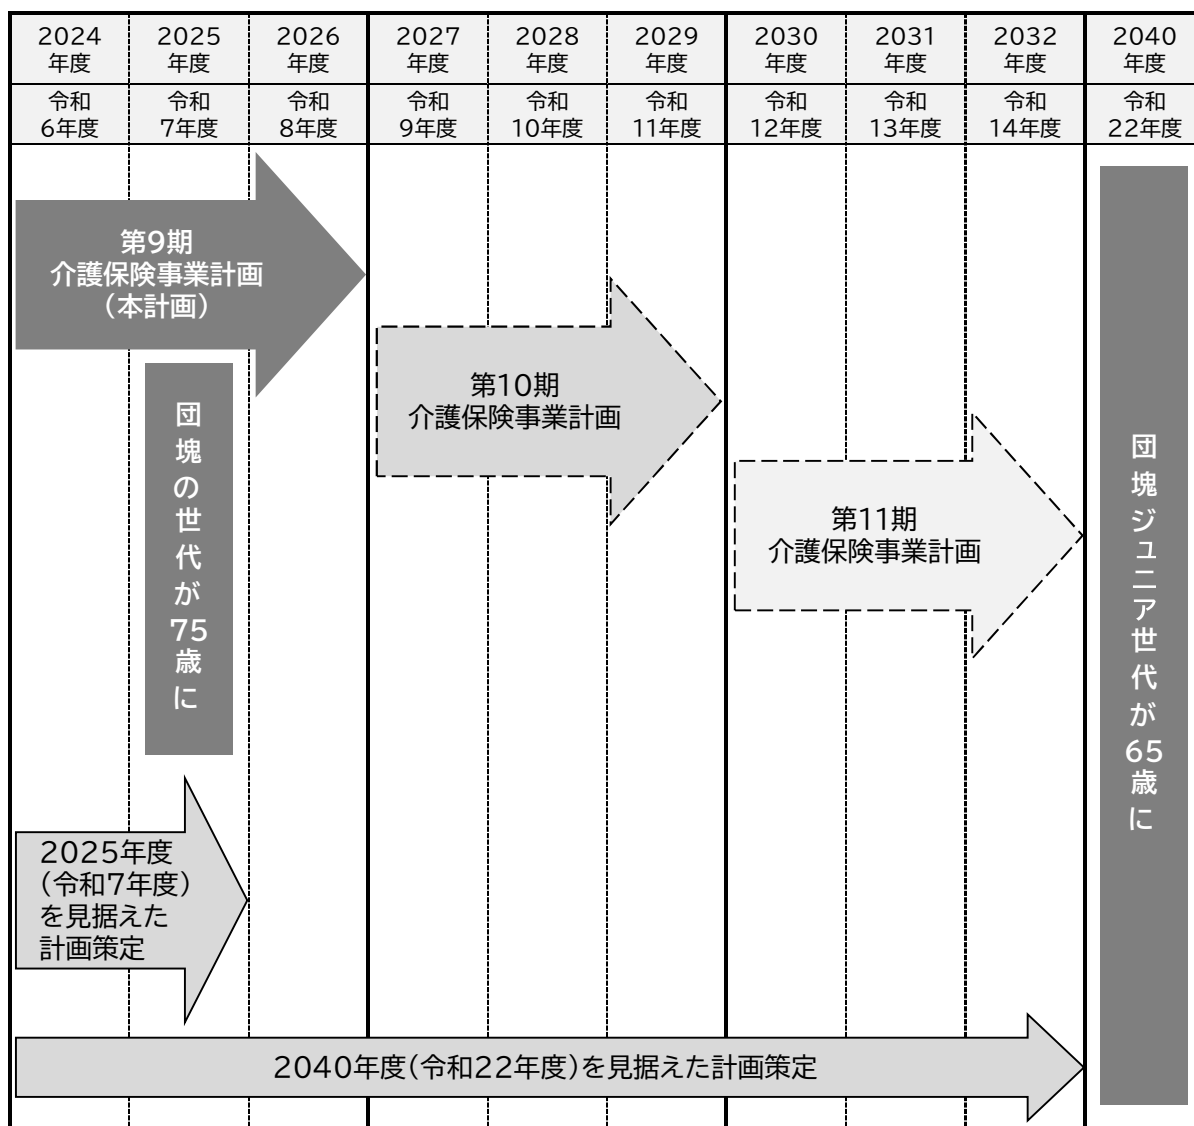 2024
年度
2025
年度
2026
年度
2027
年度
2028
年度
2029
年度
2030
年度
2031
年度
2032
年度
2040
年度
令和
6年度
令和
7年度
令和
8年度
令和
9年度
令和
10年度
令和
11年度
令和
12年度
令和
13年度
令和
14年度
令和
22年度
第9期
介護保険事業計画
（本計画）
団塊の世代が75歳に
第10期
介護保険事業計画
第11期
介護保険事業計画
団塊ジュニア世代が65歳に
2025年度
（令和7年度）
を見据えた
計画策定
2040年度（令和22年度）を見据えた計画策定